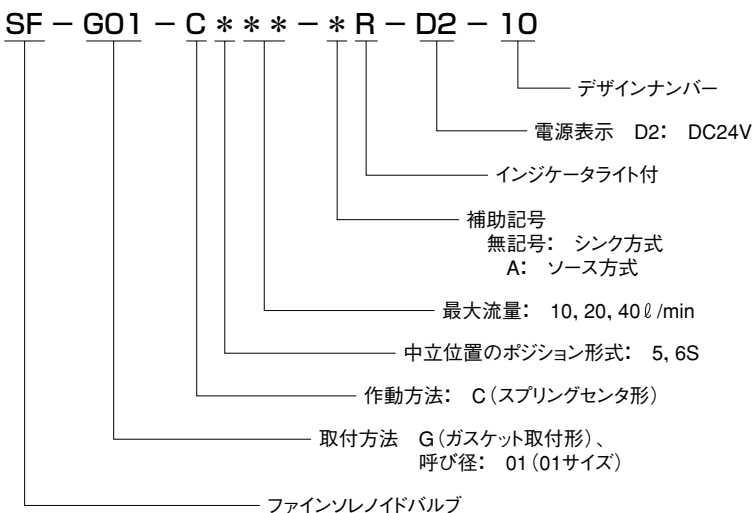 SF－G01－C＊＊＊－＊R－D2－10
デザインナンバー
電源表示　D2：　DC24V
インジケータライト付
補助記号
無記号：　シンク方式
A：　ソース方式
最大流量：　10, 20, 40ℓ/min
中立位置のポジション形式：　5, 6S
作動方法：　C（スプリングセンタ形）
取付方法　G（ガスケット取付形）、
呼び径：　01（01サイズ）
ファインソレノイドバルブ